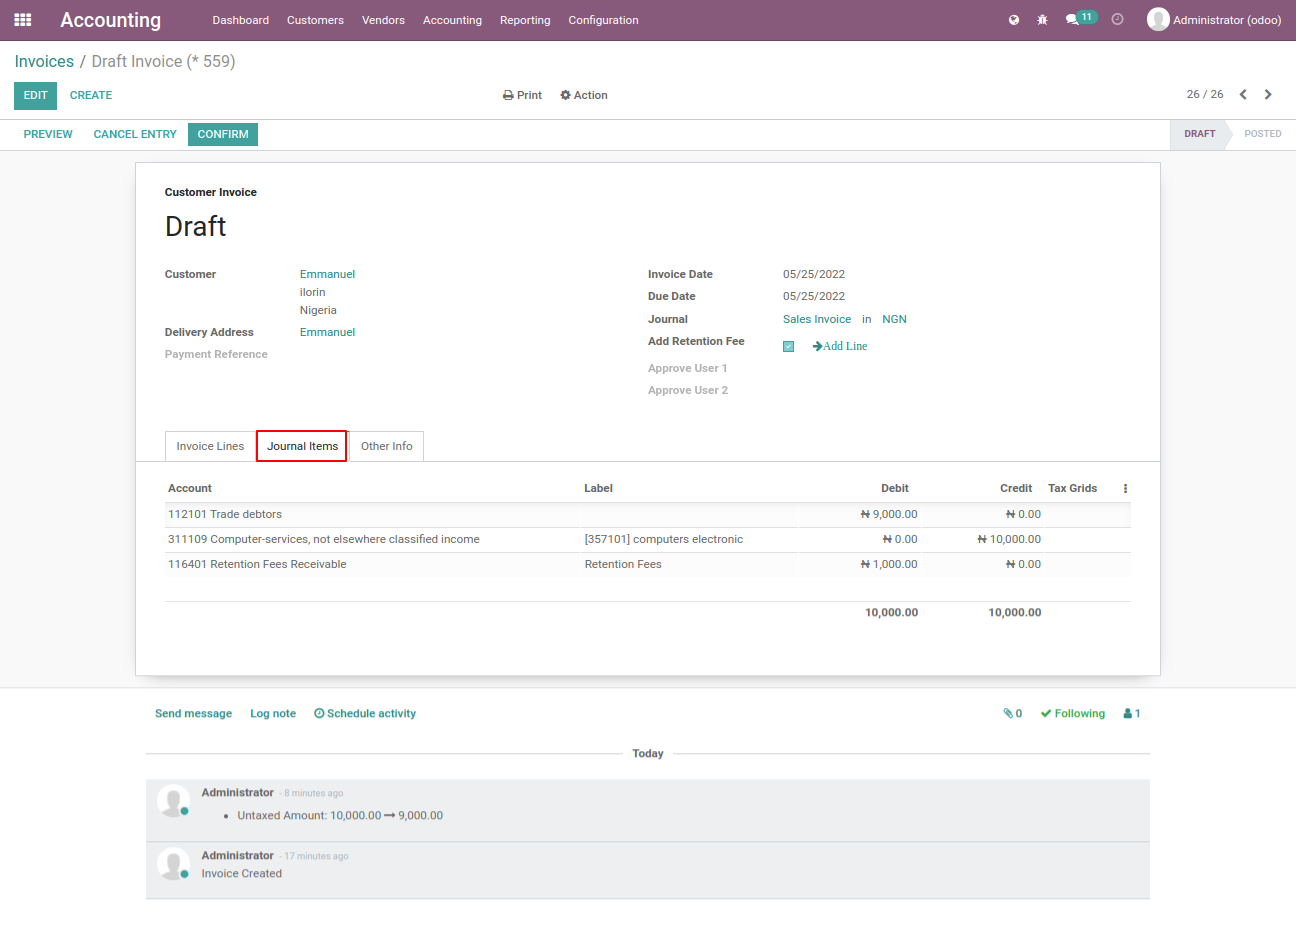 Accounting Dashboard Customers Vendors Accounting Reporting Configuration 11 Administrator (odoo)
Invoices / Draft Invoice (* 559)
EDIT CREATE Print Action 26 / 26
PREVIEW CANCEL ENTRY CONFIRM DRAFT POSTED
Customer Invoice
Draft
Customer Emmanuel Invoice Date 05/25/2022
ilorin
Due Date 05/25/2022
Nigeria
Journal Sales Invoice in NGN
Delivery Address Emmanuel
Add Retention Fee Add Line
Payment Reference
Approve User 1
Approve User 2
Invoice Lines Journal Items Other Info
Account Label Debit Credit Tax Grids
112101 Trade debtors ₦ 9,000.00 ₦ 0.00
311109 Computer-services, not elsewhere classified income [357101] computers electronic ₦ 0.00 ₦ 10,000.00
116401 Retention Fees Receivable Retention Fees ₦ 1,000.00 ₦ 0.00
10,000.00 10,000.00
Send message Log note Schedule activity 0 Following 1
Today
Administrator - 8 minutes ago
• Untaxed Amount: 10,000.00 → 9,000.00
Administrator - 17 minutes ago
Invoice Created